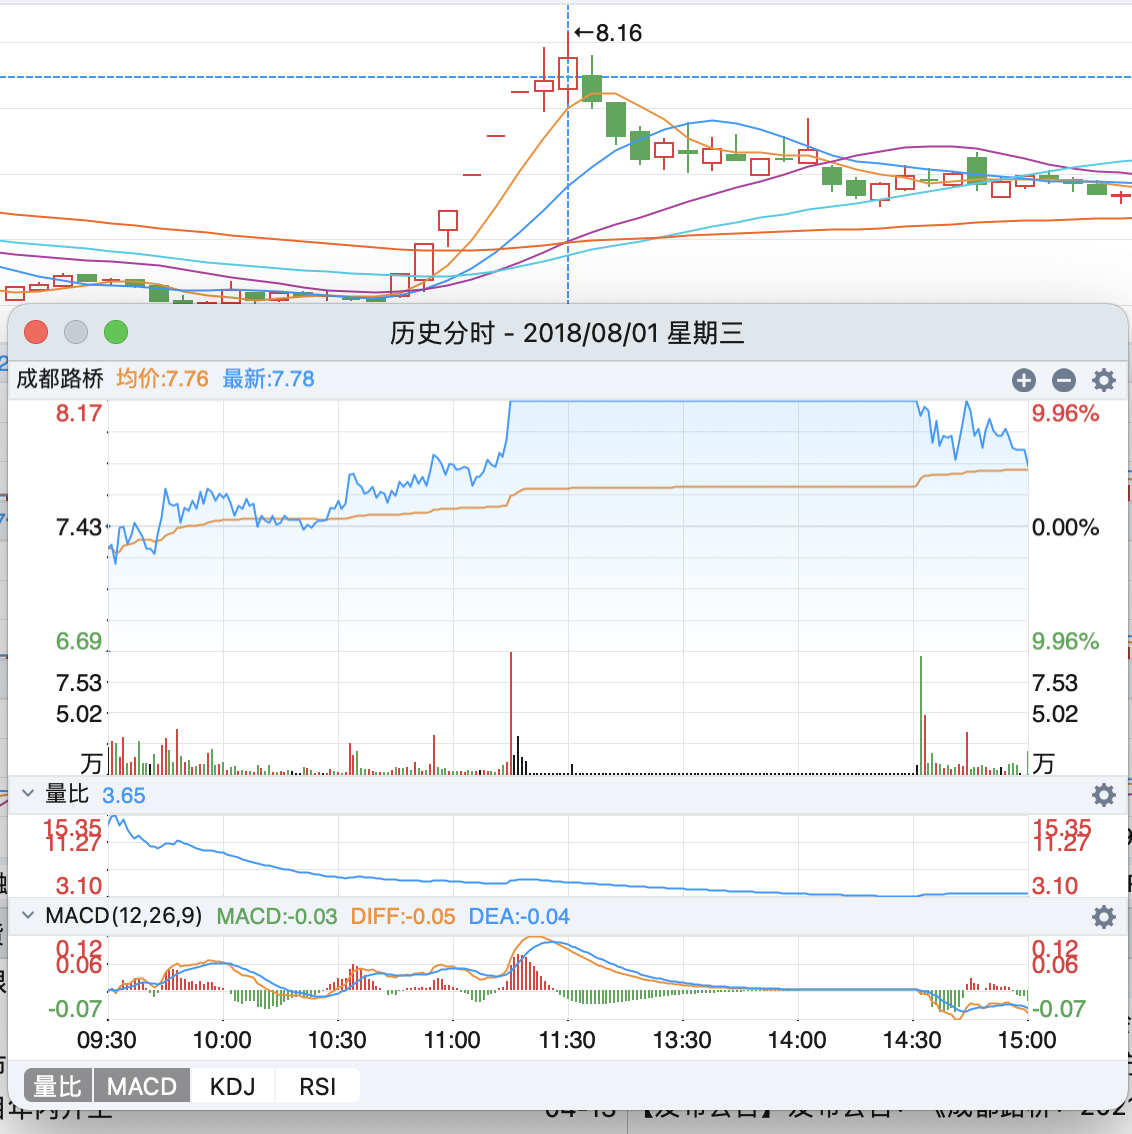 ←8.16
历史分时 - 2018/08/01 星期三
成都路桥 均价:7.76 最新:7.78
8.17 9.96%
7.43 0.00%
6.69 9.96%
7.53 7.53
5.02 5.02
万 万
量比 3.65
15.35 15.35
11.27 11.27
3.10 3.10
MACD(12,26,9) MACD:-0.03 DIFF:-0.05 DEA:-0.04
0.12 0.12
0.06 0.06
-0.07 -0.07
09:30 10:00 10:30 11:00 11:30 13:30 14:00 14:30 15:00
量比 MACD KDJ RSI